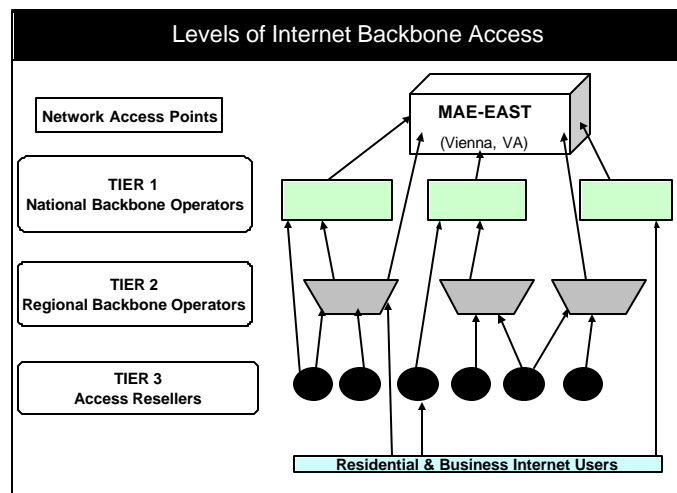 Levels of Internet Backbone Access
Network Access Points
MAE-EAST
(Vienna, VA)
TIER 1
National Backbone Operators
TIER 2
Regional Backbone Operators
TIER 3
Access Resellers
Residential & Business Internet Users